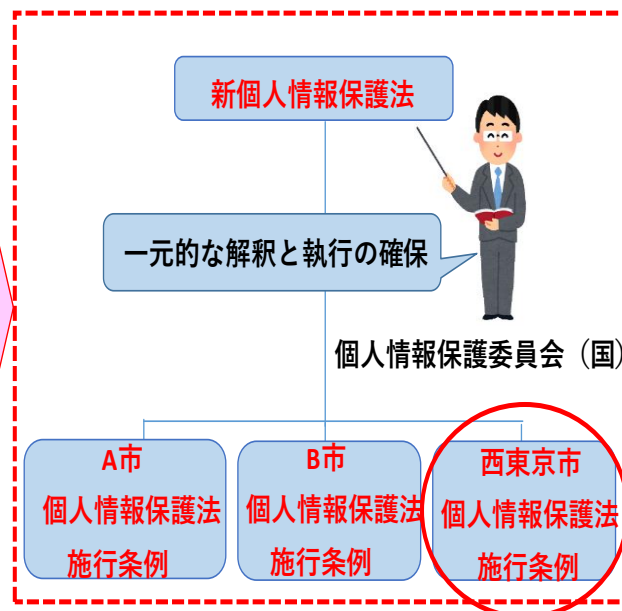 新個人情報保護法
一元的な解釈と執行の確保
個人情報保護委員会（国）
A市
個人情報保護法
施行条例
B市
個人情報保護法
施行条例
西東京市
個人情報保護法
施行条例